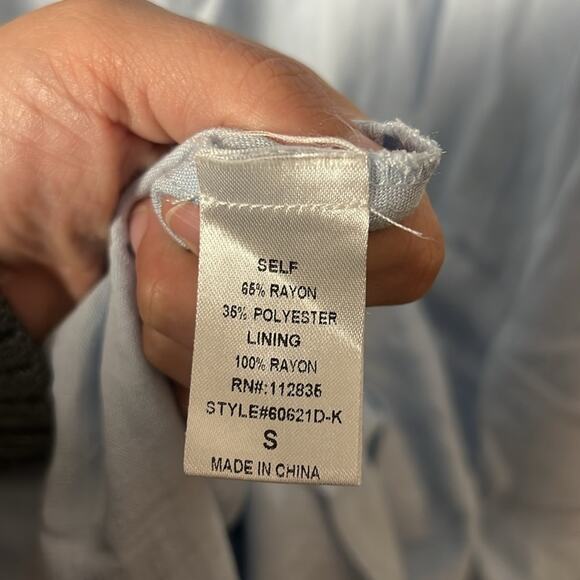 SELF
65% RAYON
35% POLYESTER
LINING
100% RAYON
RN#:112835
STYLE#60621D-K
S
MADE IN CHINA